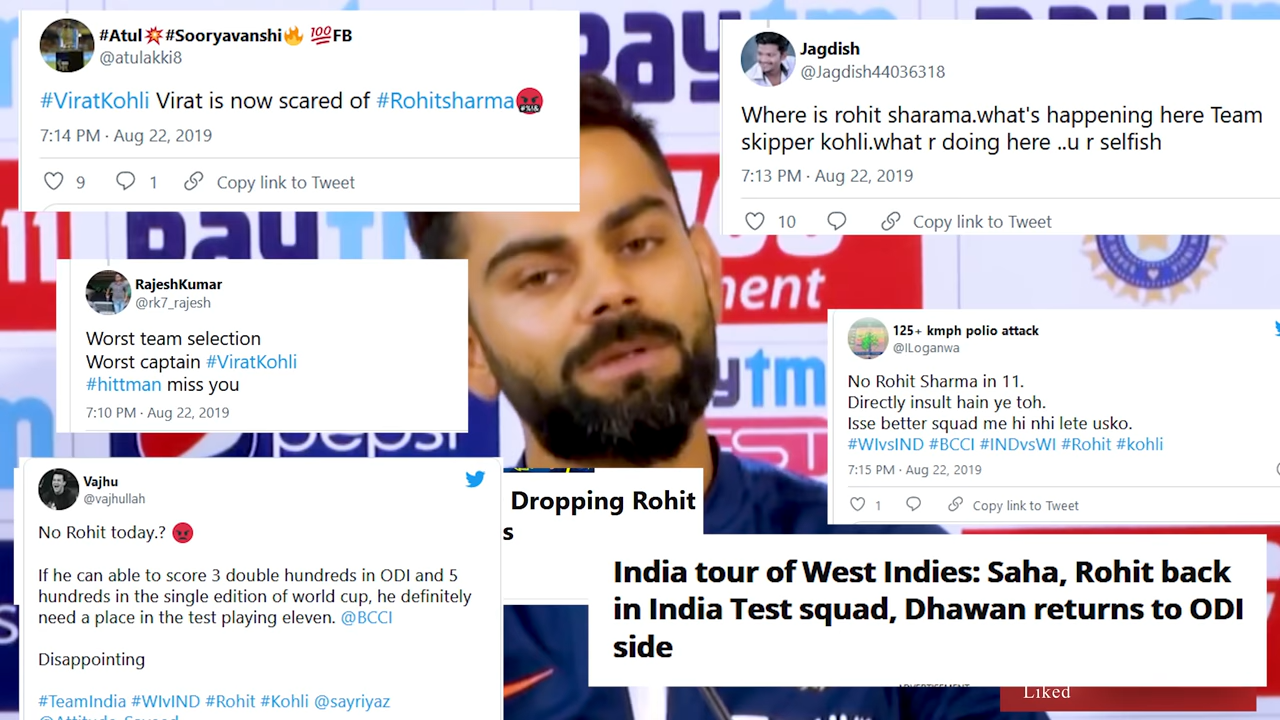 #Atul💥#Sooryavanshi🔥 💯FB
@atulakki8
#ViratKohli Virat is now scared of #Rohitsharma🤬
7:14 PM · Aug 22, 2019
9 1 Copy link to Tweet
Jagdish
@Jagdish44036318
Where is rohit sharama.what's happening here Team
skipper kohli.what r doing here ..u r selfish
7:13 PM · Aug 22, 2019
10 Copy link to Tweet
paytm
RajeshKumar
@rk7_rajesh
Worst team selection
Worst captain #ViratKohli
#hittman miss you
7:10 PM · Aug 22, 2019
pepsi
125+ kmph polio attack
@ILoganwa
No Rohit Sharma in 11.
Directly insult hain ye toh.
Isse better squad me hi nhi lete usko.
#WIvsIND #BCCI #INDvsWI #Rohit #kohli
7:15 PM · Aug 22, 2019
1 Copy link to Tweet
Vajhu
@vajhullah
No Rohit today.? 😡
If he can able to score 3 double hundreds in ODI and 5
hundreds in the single edition of world cup, he definitely
need a place in the test playing eleven. @BCCI
Disappointing
#TeamIndia #WIvIND #Rohit #Kohli @sayriyaz
Dropping Rohit
s
India tour of West Indies: Saha, Rohit back
in India Test squad, Dhawan returns to ODI
side
ADVERTISEMENT
Liked